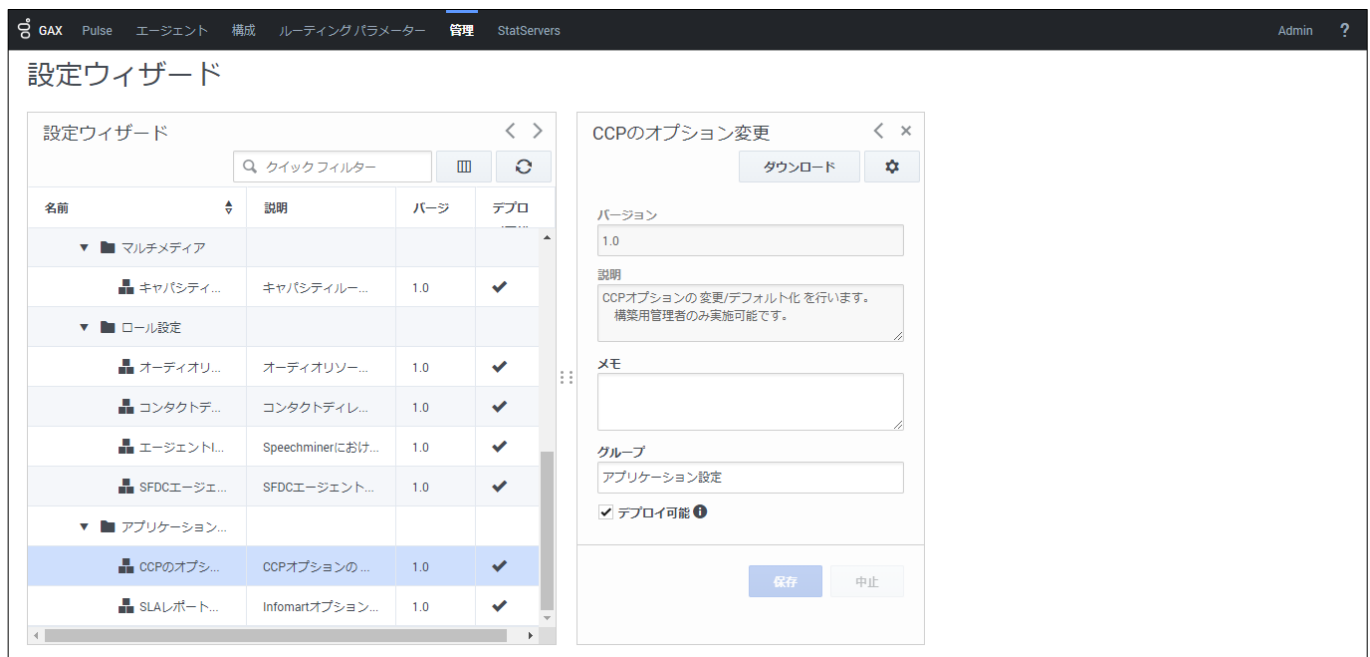 GAX Pulse エージェント 構成 ルーティング パラメーター 管理 StatServers Admin ?
設定ウィザード
設定ウィザード
クイック フィルター
名前 説明 バージ デプロ
マルチメディア
キャパシティ... キャパシティルー... 1.0
ロール設定
オーディオリ... オーディオリソー... 1.0
コンタクトデ... コンタクトディレ... 1.0
エージェントI... Speechminerにおけ... 1.0
SFDCエージェ... SFDCエージェント... 1.0
アプリケーション...
CCPのオプシ... CCPオプションの ... 1.0
SLAレポート... Infomartオプション... 1.0
CCPのオプション変更
ダウンロード
バージョン
1.0
説明
CCPオプションの 変更/デフォルト化 を行います。
構築用管理者のみ実施可能です。
メモ
グループ
アプリケーション設定
デプロイ可能
保存 中止